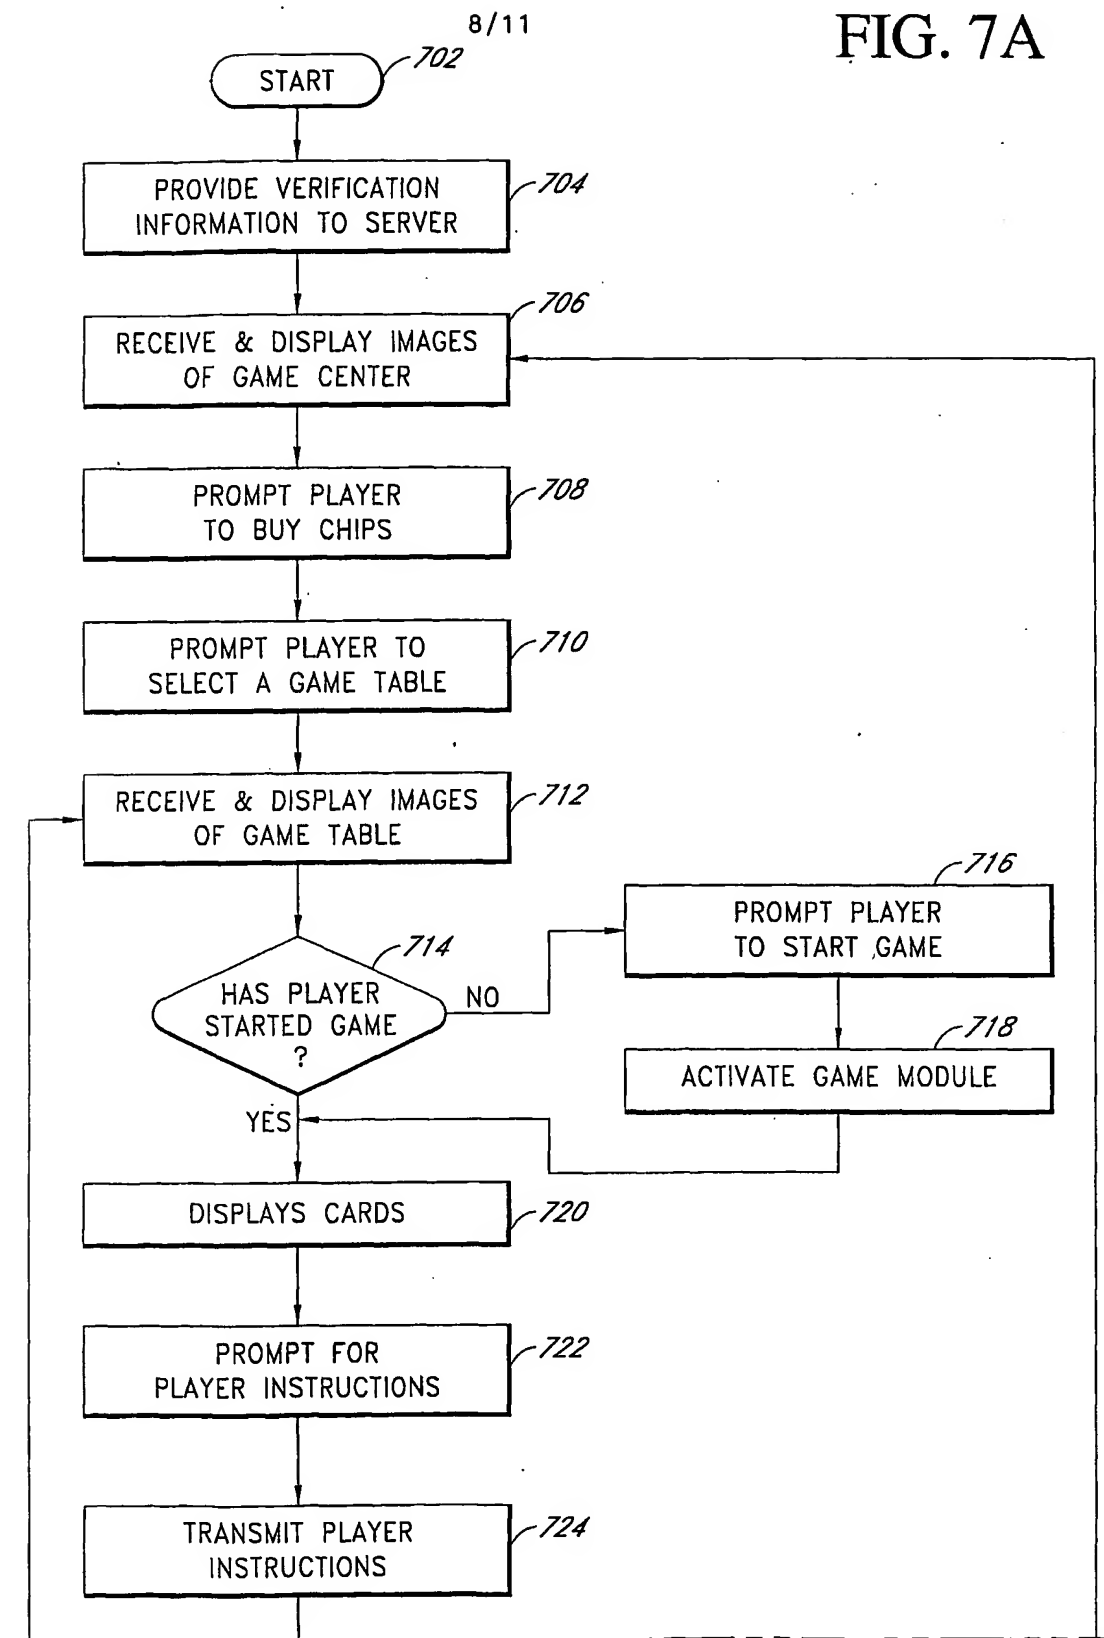 8/11
FIG. 7A
START
702
PROVIDE VERIFICATION
INFORMATION TO SERVER
704
RECEIVE & DISPLAY IMAGES
OF GAME CENTER
706
PROMPT PLAYER
TO BUY CHIPS
708
PROMPT PLAYER TO
SELECT A GAME TABLE
710
RECEIVE & DISPLAY IMAGES
OF GAME TABLE
712
HAS PLAYER
STARTED GAME
?
714
NO
PROMPT PLAYER
TO START GAME
716
ACTIVATE GAME MODULE
718
YES
DISPLAYS CARDS
720
PROMPT FOR
PLAYER INSTRUCTIONS
722
TRANSMIT PLAYER
INSTRUCTIONS
724